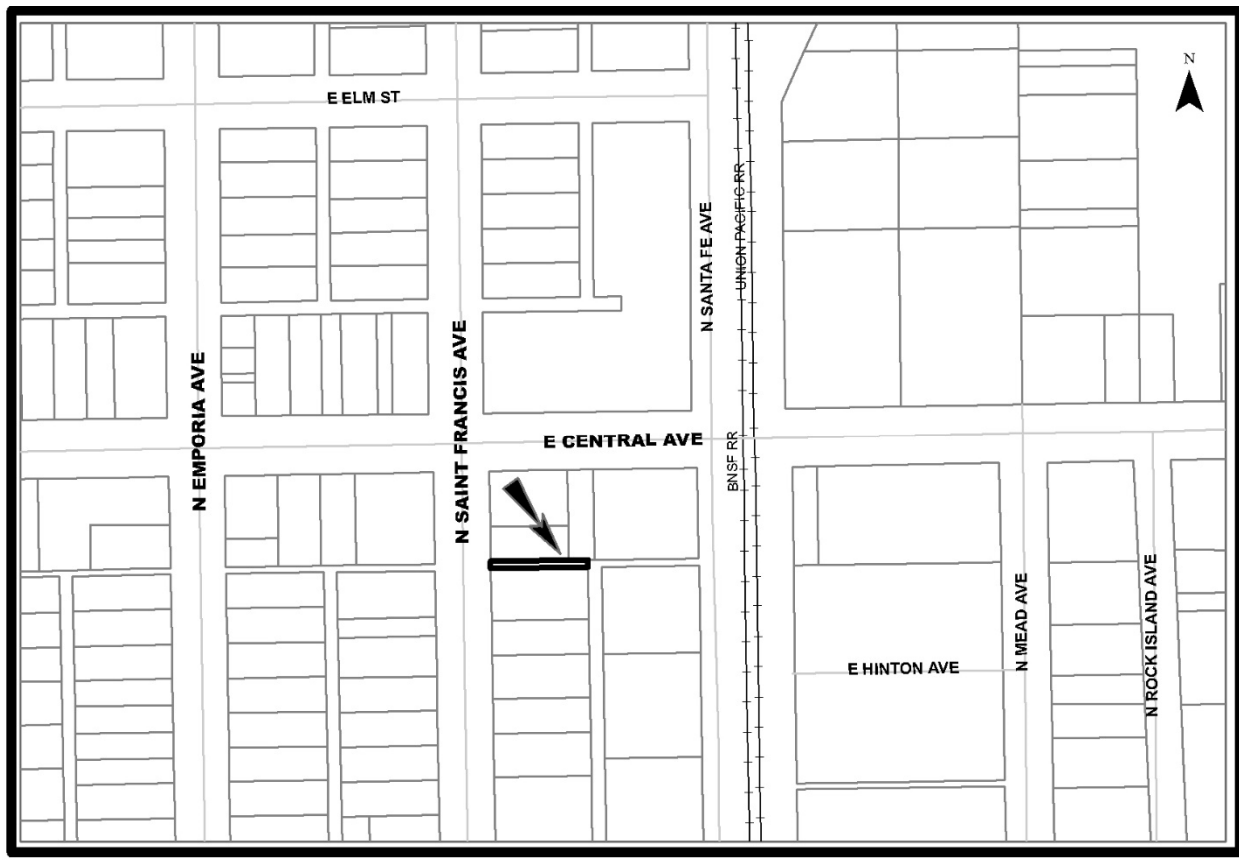 N
E ELM ST
UNION PACIFIC RR
N SANTA FE AVE
N SAINT FRANCIS AVE
N EMPORIA AVE
E CENTRAL AVE
BNSF RR
N MEAD AVE
N ROCK ISLAND AVE
E HINTON AVE